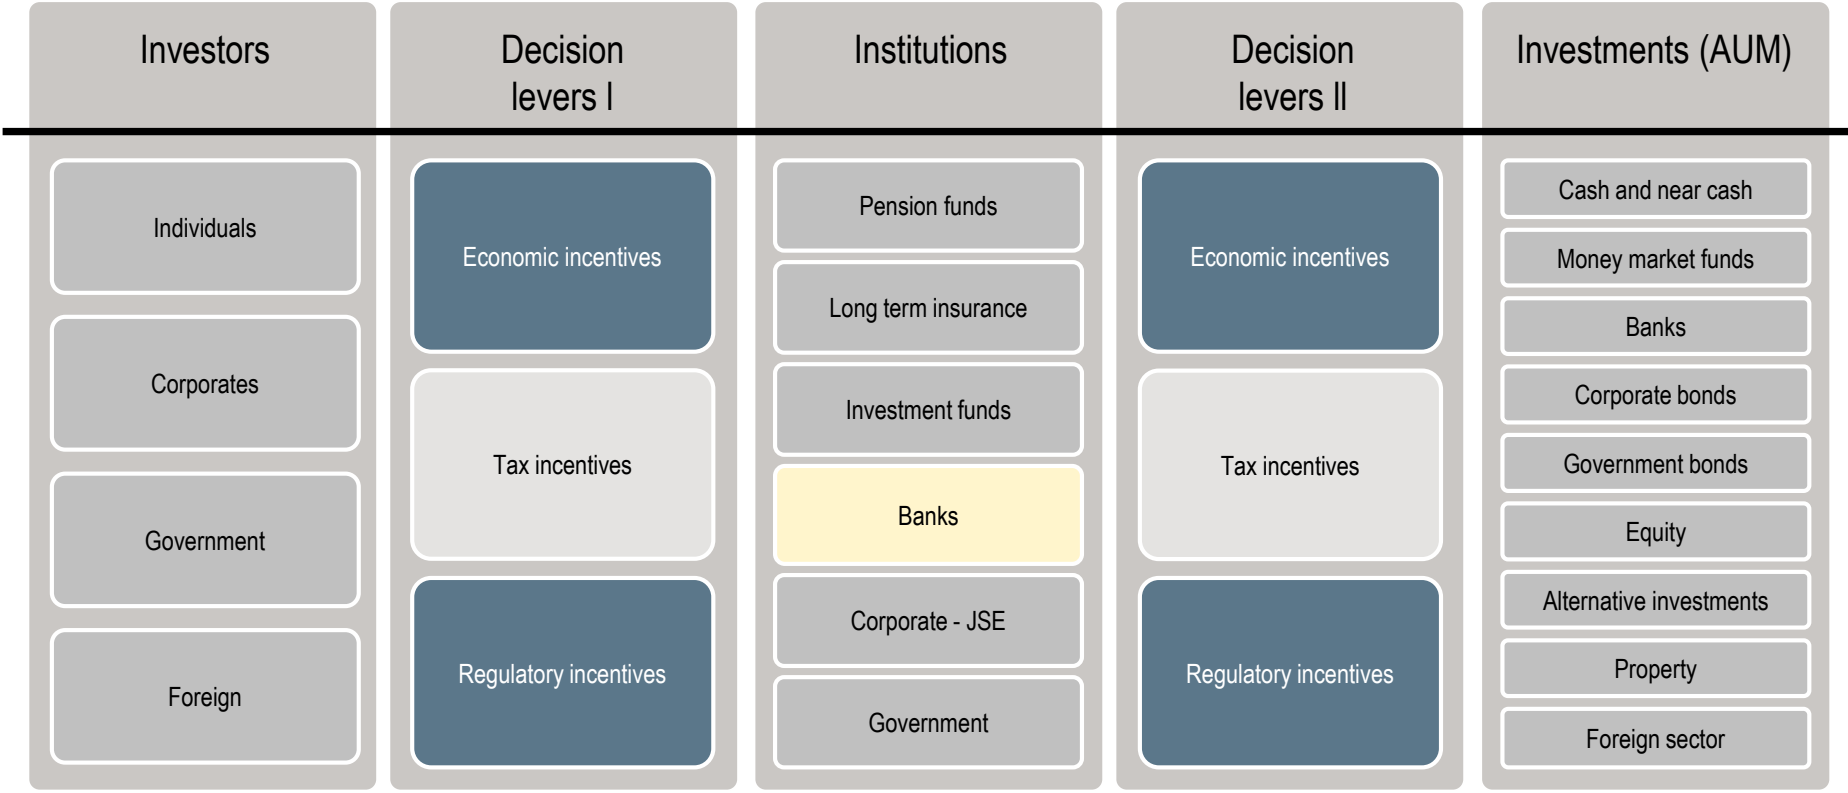 Investors
Decision
levers I
Institutions
Decision
levers II
Investments (AUM)
Individuals
Corporates
Government
Foreign
Economic incentives
Tax incentives
Regulatory incentives
Pension funds
Long term insurance
Investment funds
Banks
Corporate - JSE
Government
Economic incentives
Tax incentives
Regulatory incentives
Cash and near cash
Money market funds
Banks
Corporate bonds
Government bonds
Equity
Alternative investments
Property
Foreign sector